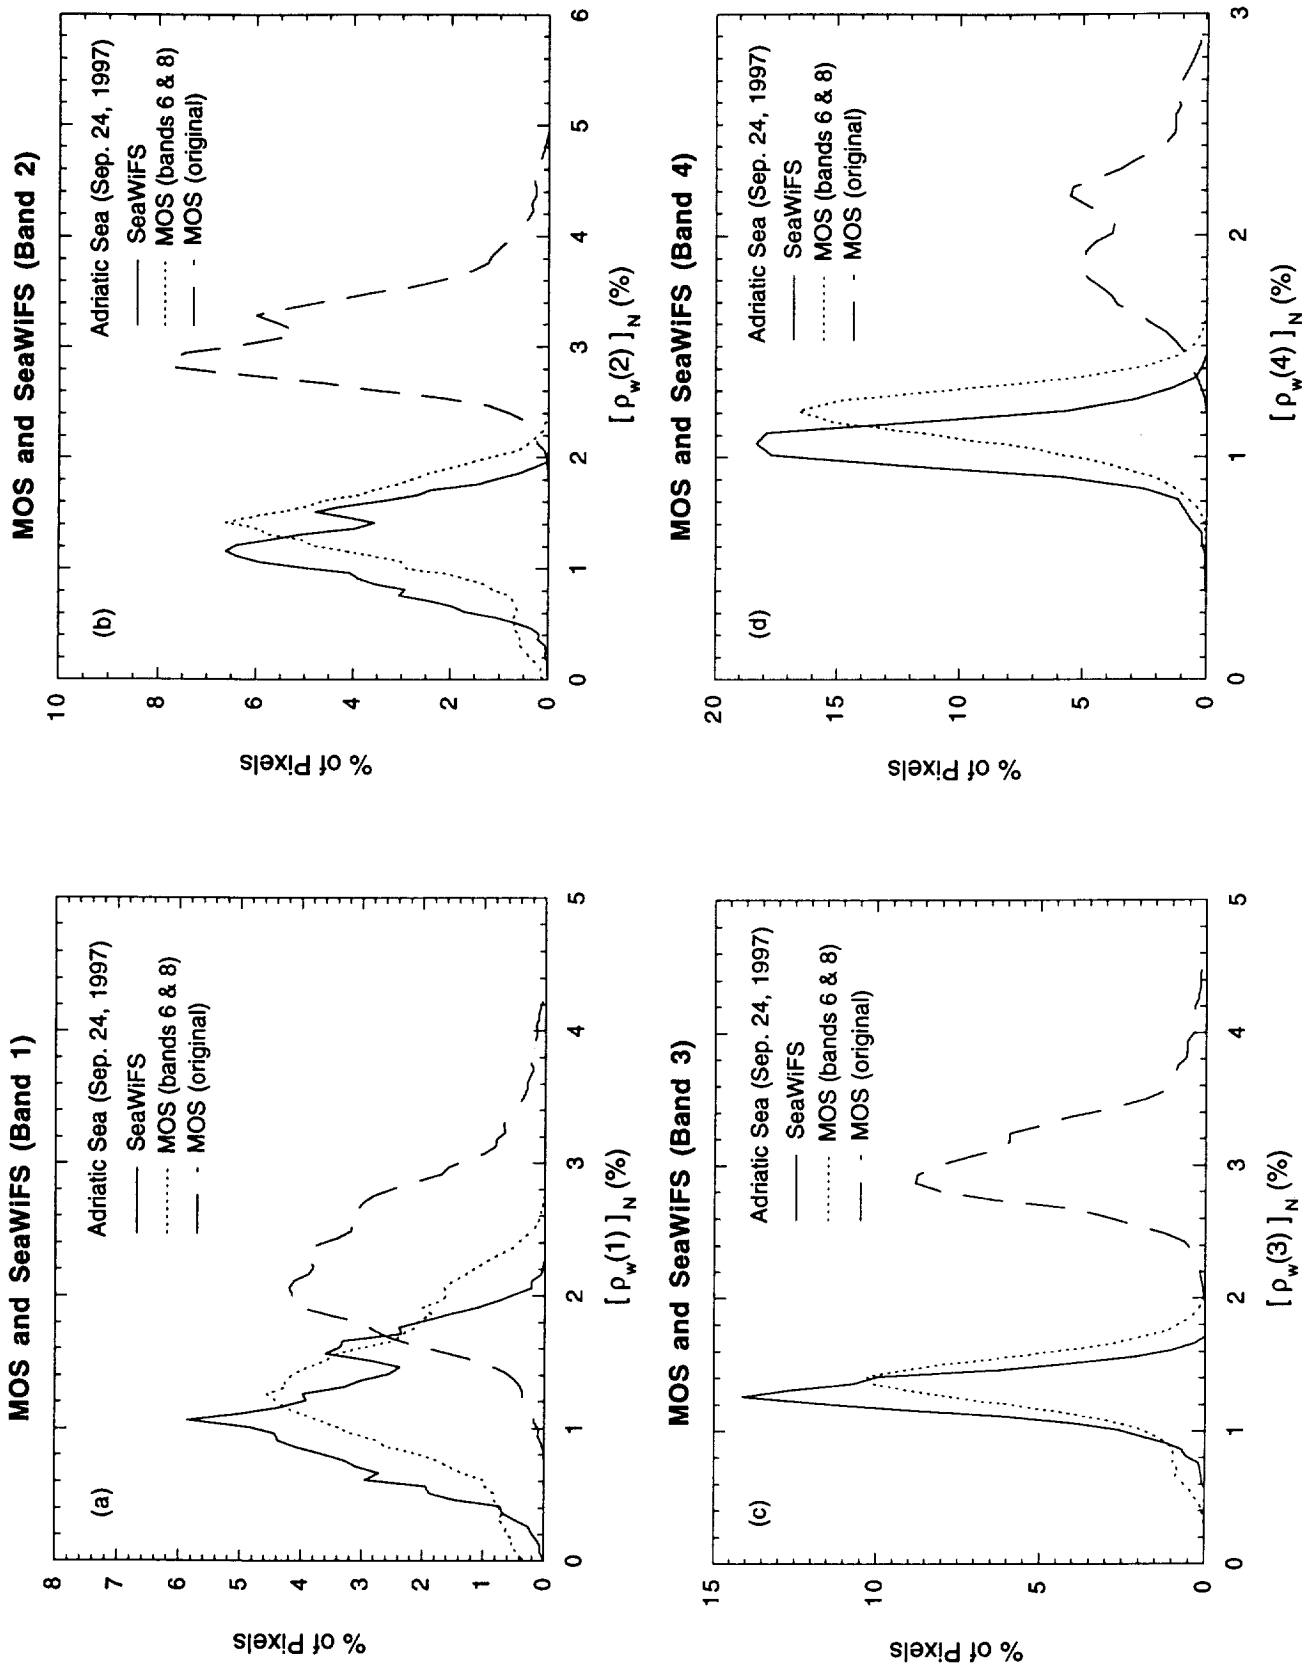 MOS and SeaWiFS (Band 1)
(a)
Adriatic Sea (Sep. 24, 1997)
SeaWiFS
MOS (bands 6 & 8)
MOS (original)
% of Pixels
8
7
6
5
4
3
2
1
0
0 1 2 3 4 5
[ρw(1)]N (%)
MOS and SeaWiFS (Band 2)
(b)
Adriatic Sea (Sep. 24, 1997)
SeaWiFS
MOS (bands 6 & 8)
MOS (original)
% of Pixels
10
8
6
4
2
0
0 1 2 3 4 5 6
[ρw(2)]N (%)
MOS and SeaWiFS (Band 3)
(c)
Adriatic Sea (Sep. 24, 1997)
SeaWiFS
MOS (bands 6 & 8)
MOS (original)
% of Pixels
15
10
5
0
0 1 2 3 4 5
[ρw(3)]N (%)
MOS and SeaWiFS (Band 4)
(d)
Adriatic Sea (Sep. 24, 1997)
SeaWiFS
MOS (bands 6 & 8)
MOS (original)
% of Pixels
20
15
10
5
0
0 1 2 3
[ρw(4)]N (%)